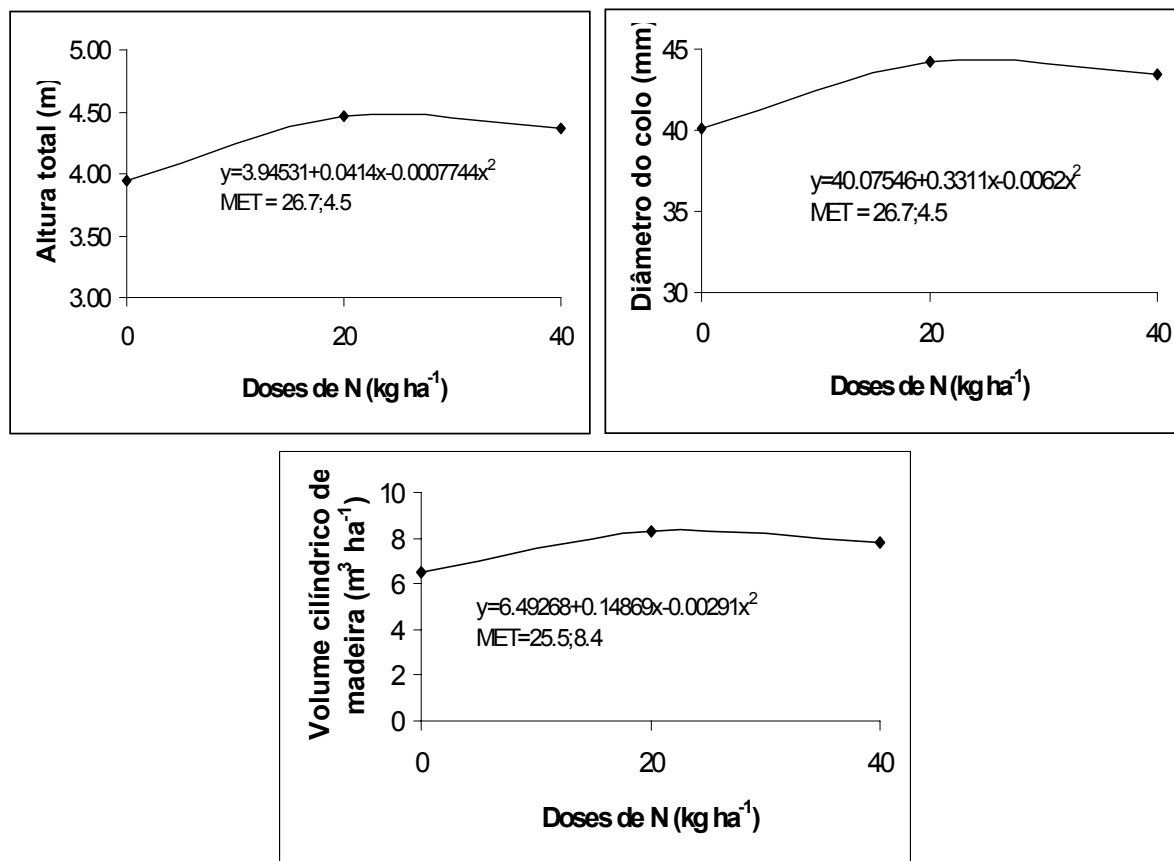 Altura total (m)
5.00
4.50
4.00
3.50
3.00
y=3.94531+0.0414x-0.0007744x²
MET = 26.7;4.5
0
20
40
Doses de N (kg ha⁻¹)
Diâmetro do colo (mm)
45
40
35
30
y=40.07546+0.3311x-0.0062x²
MET = 26.7;4.5
0
20
40
Doses de N (kg ha⁻¹)
Volume cilíndrico de
madeira (m³ ha⁻¹)
10
8
6
4
2
0
y=6.49268+0.14869x-0.00291x²
MET=25.5;8.4
0
20
40
Doses de N (kg ha⁻¹)